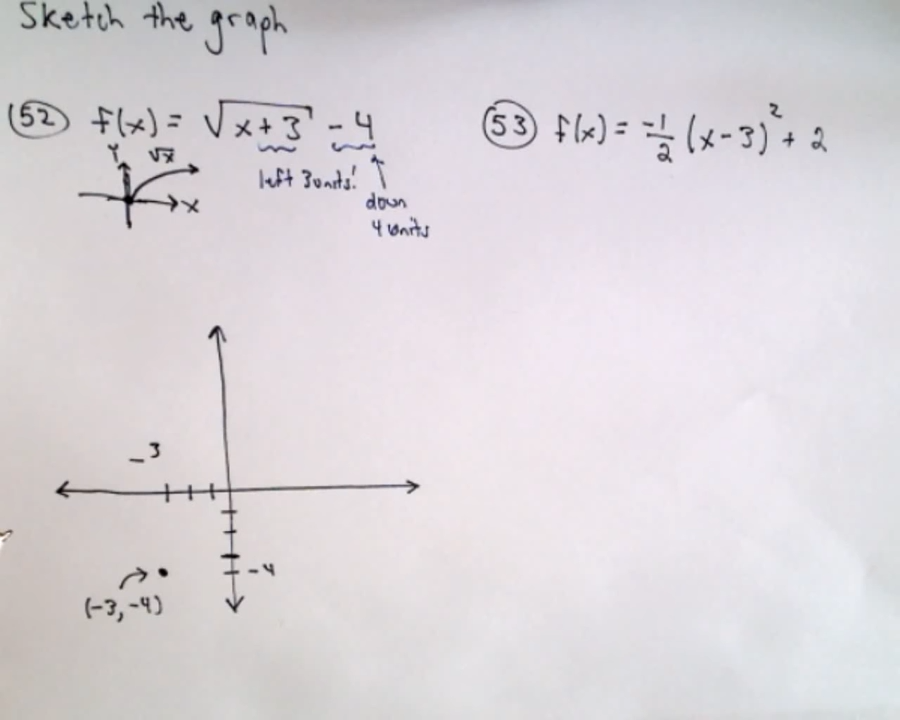 Sketch the graph
(52) f(x) = √(x + 3) - 4
Y √x
X
left 3 units!
down
4 units
-3
-4
(-3, -4)
(53) f(x) = -1/2 (x - 3)² + 2